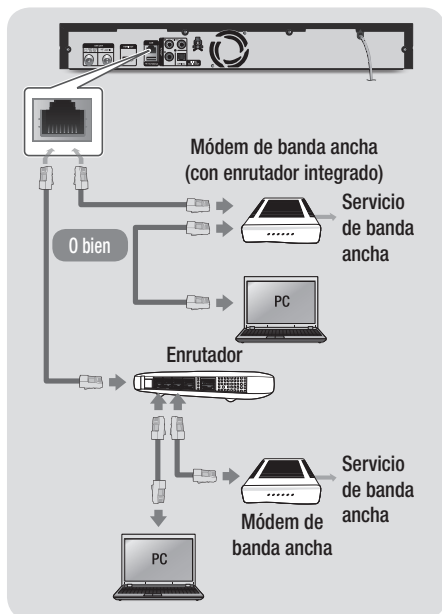 Módem de banda ancha
(con enrutador integrado)
Servicio
de banda
ancha
O bien
PC
Enrutador
Servicio
de banda
ancha
Módem de
banda ancha
PC